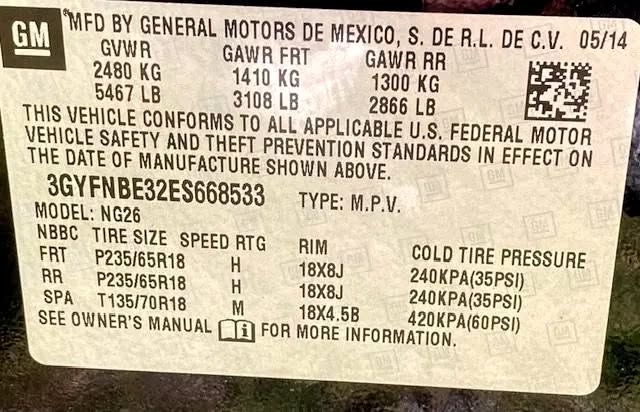 GM
MFD BY GENERAL MOTORS DE MEXICO, S. DE R.L. DE C.V. 05/14
GVWR GAWR FRT GAWR RR
2480 KG 1410 KG 1300 KG
5467 LB 3108 LB 2866 LB
THIS VEHICLE CONFORMS TO ALL APPLICABLE U.S. FEDERAL MOTOR
VEHICLE SAFETY AND THEFT PREVENTION STANDARDS IN EFFECT ON
THE DATE OF MANUFACTURE SHOWN ABOVE.
3GYFNBE32ES668533 TYPE: M.P.V.
MODEL: NG26
NBBC TIRE SIZE SPEED RTG RIM COLD TIRE PRESSURE
FRT P235/65R18 H 18X8J 240KPA(35PSI)
RR P235/65R18 H 18X8J 240KPA(35PSI)
SPA T135/70R18 M 18X4.5B 420KPA(60PSI)
SEE OWNER'S MANUAL FOR MORE INFORMATION.